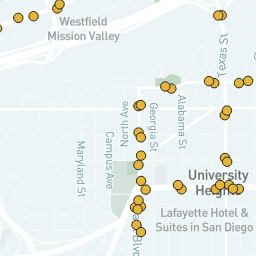 Westfield
Mission Valley
Texas St
North Ave
Georgia St
Alabama St
Campus Ave
Maryland St
University
Heights
Lafayette Hotel &
Suites in San Diego
Blvd